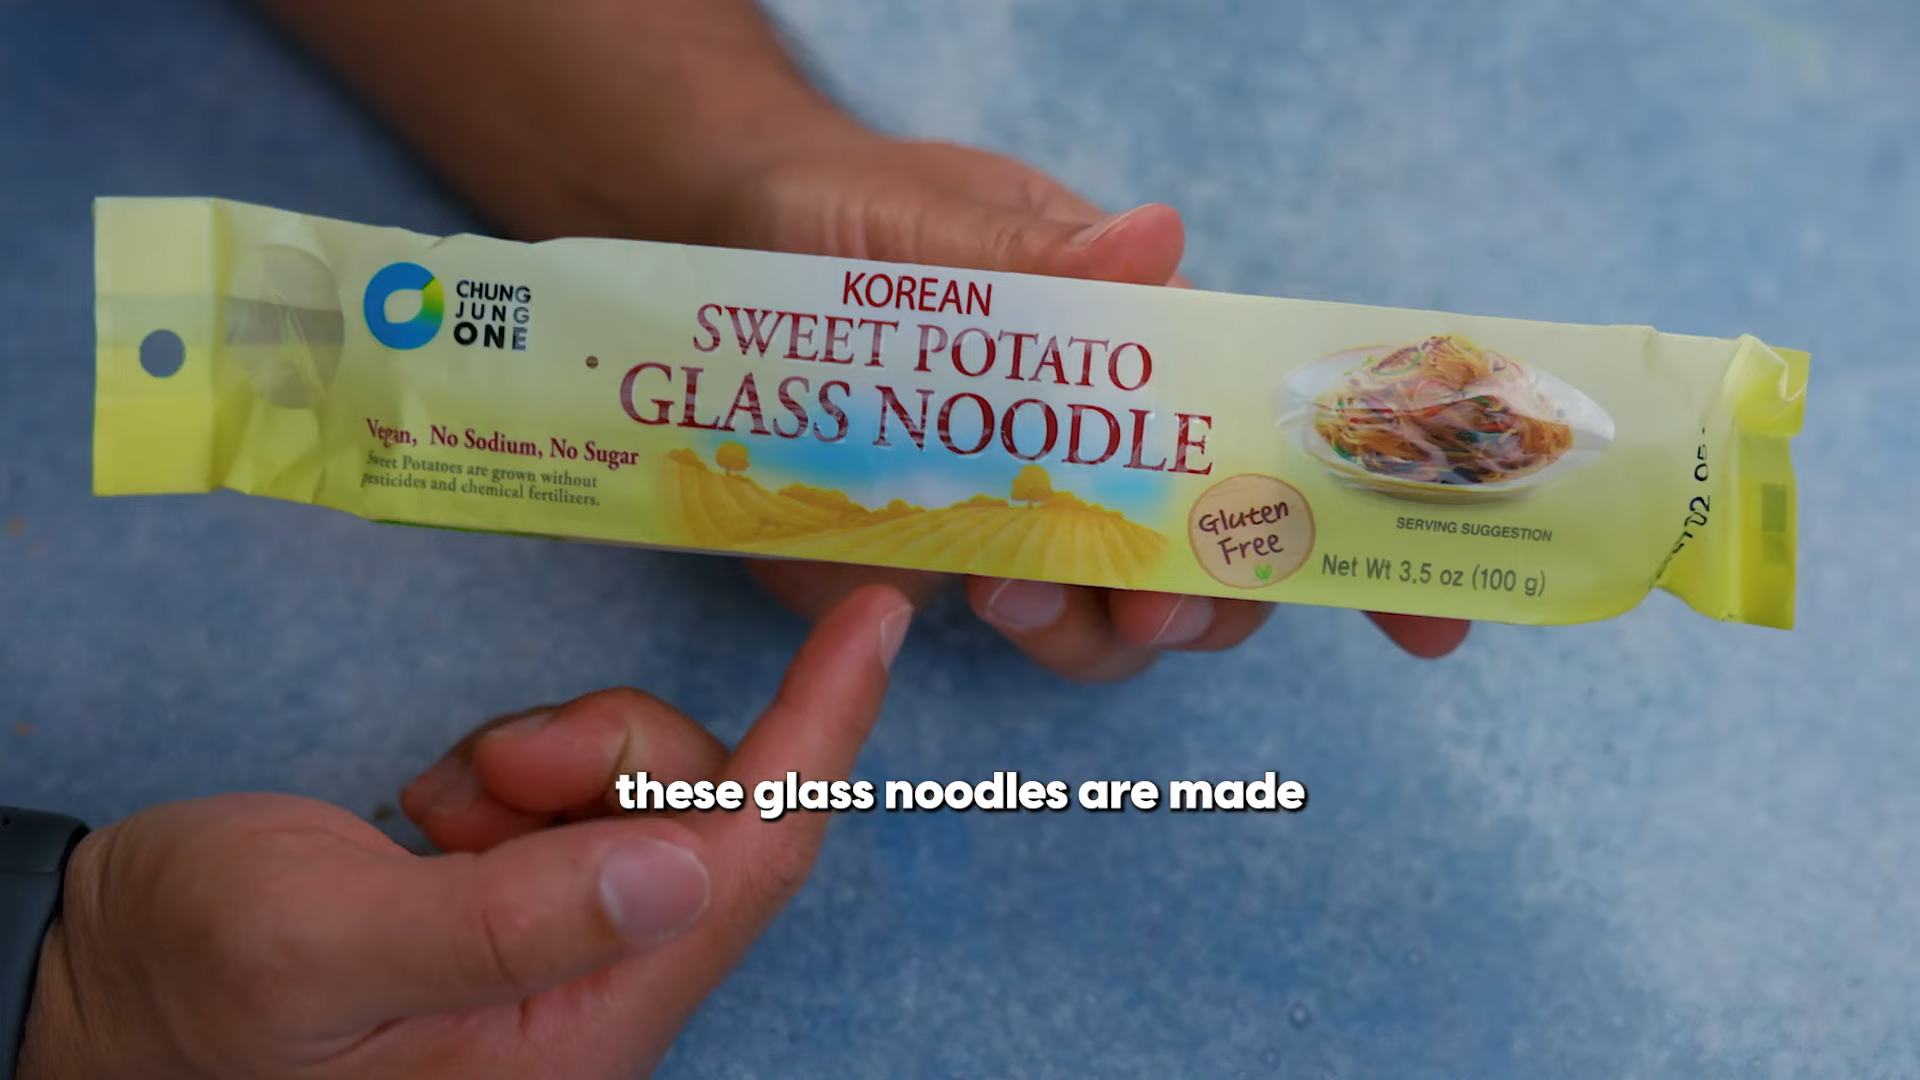 CHUNG
JUNG
ONE
KOREAN
SWEET POTATO
GLASS NOODLE
Vegan, No Sodium, No Sugar
Sweet Potatoes are grown without
pesticides and chemical fertilizers.
Gluten
Free
SERVING SUGGESTION
Net Wt 3.5 oz (100 g)
these glass noodles are made